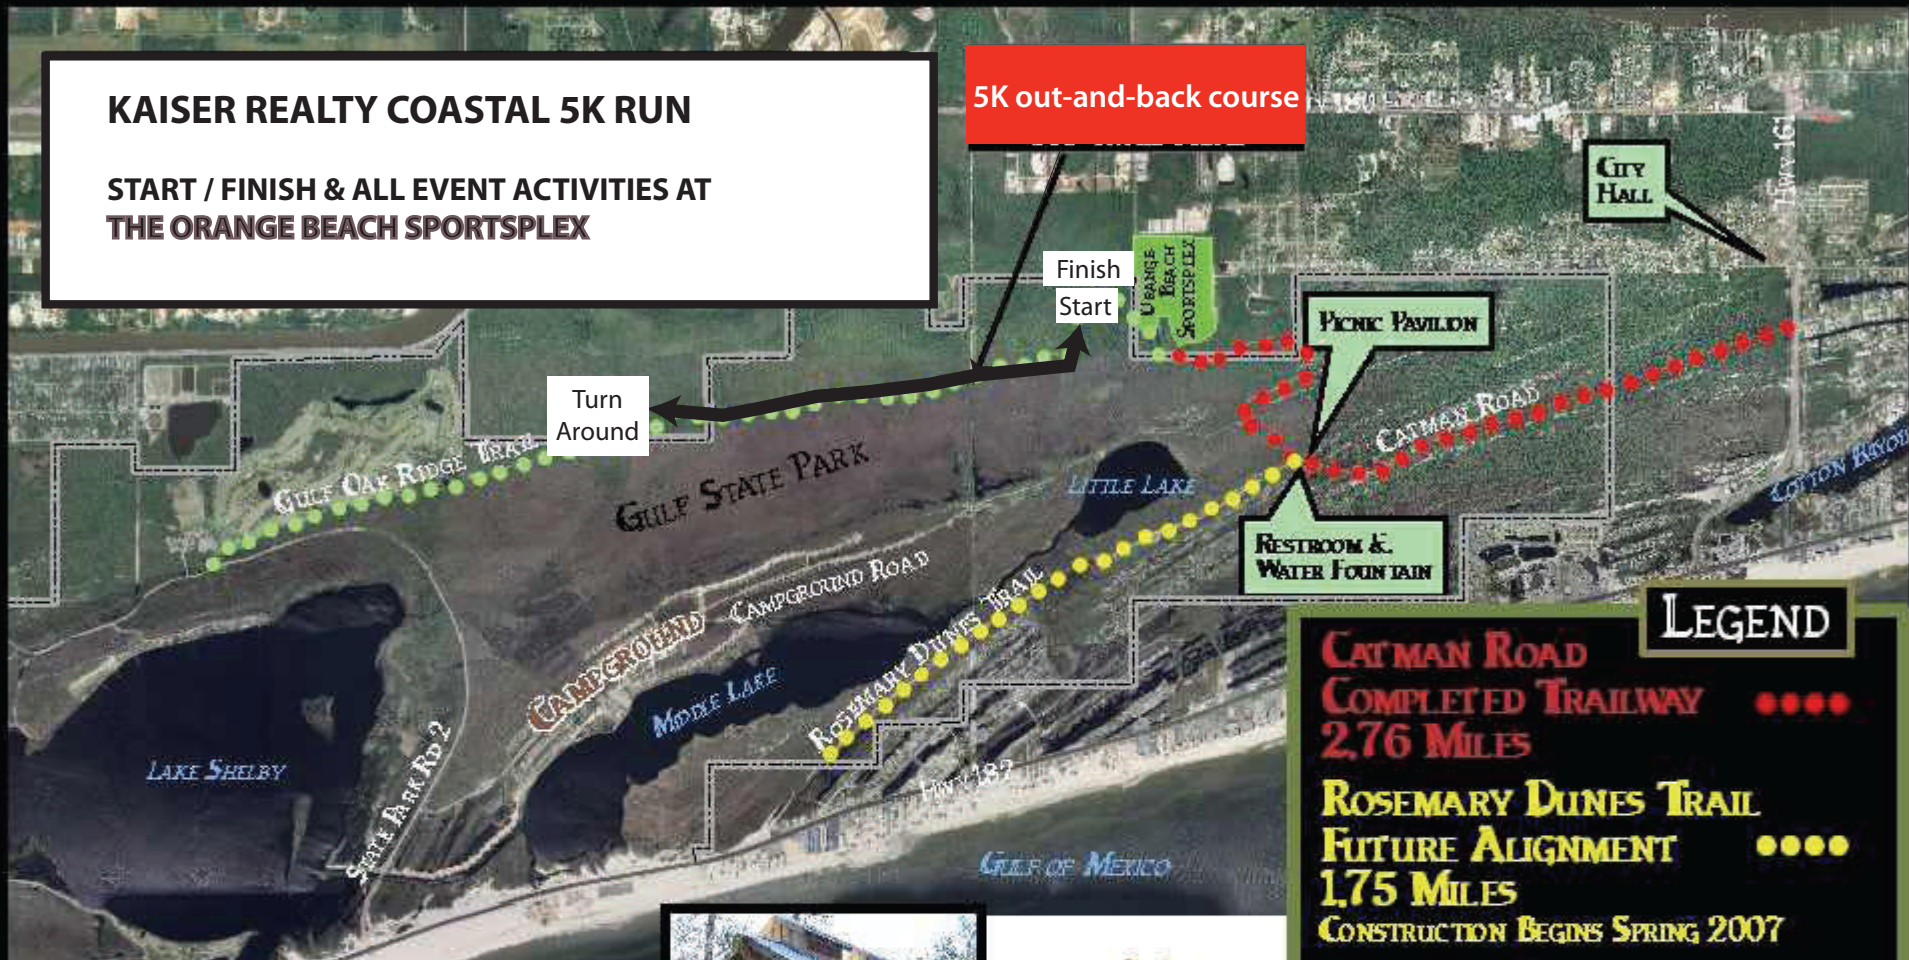 KAISER REALTY COASTAL 5K RUN
START / FINISH & ALL EVENT ACTIVITIES AT
THE ORANGE BEACH SPORTSPLEX
5K out-and-back course
CITY
HALL
HWY 161
Finish
Start
ORANGE
BEACH
SPORTSPLEX
PICNIC PAVILION
Turn
Around
CATMAN ROAD
GULF OAK RIDGE TRAIL
GULF STATE PARK
LITTLE LAKE
COTTON BAYOU
RESTROOM &
WATER FOUNTAIN
CAMPGROUND ROAD
CAMPGROUND
ROSEMARY DUNES TRAIL
MIDDLE LAKE
LAKE SHELBY
STATE PARK RD 2
HWY 182
GULF OF MEXICO
LEGEND
CATMAN ROAD
COMPLETED TRAILWAY
2.76 MILES
ROSEMARY DUNES TRAIL
FUTURE ALIGNMENT
1.75 MILES
CONSTRUCTION BEGINS SPRING 2007